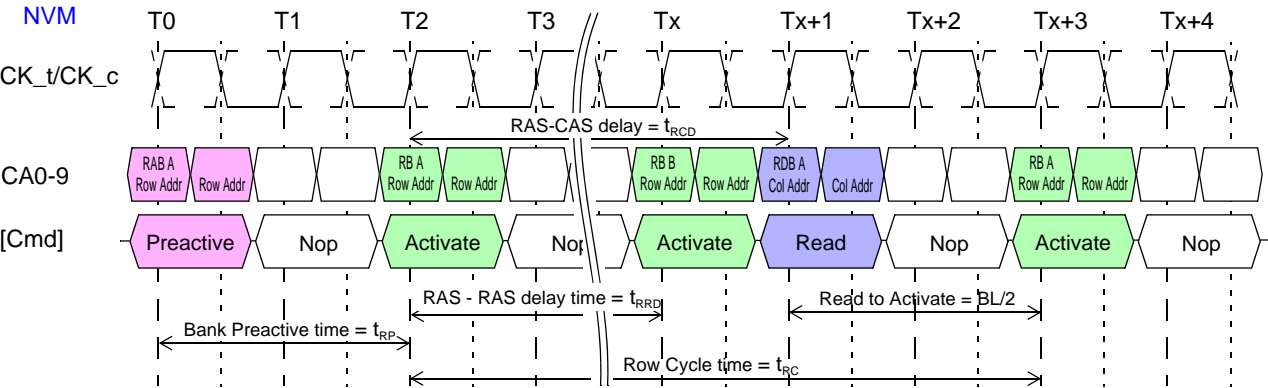 NVM
T0 T1 T2 T3 Tx Tx+1 Tx+2 Tx+3 Tx+4
CK_t/CK_c
RAS-CAS delay = tRCD
CA0-9
RAB A
Row Addr
Row Addr
RB A
Row Addr
Row Addr
RB B
Row Addr
Row Addr
RDB A
Col Addr
Col Addr
RB A
Row Addr
Row Addr
[Cmd] Preactive Nop Activate Nop Activate Read Nop Activate Nop
RAS - RAS delay time = tRRD
Read to Activate = BL/2
Bank Preactive time = tRP
Row Cycle time = tRC